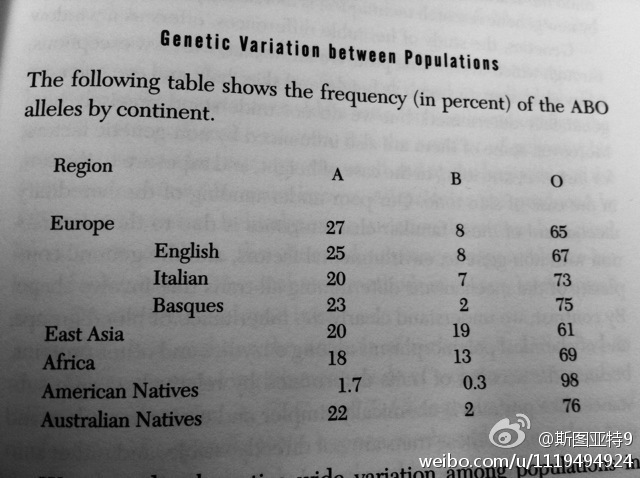 Genetic Variation between Populations
The following table shows the frequency (in percent) of the ABO
alleles by continent.
Region A B O
Europe 27 8 65
English 25 8 67
Italian 20 7 73
Basques 23 2 75
East Asia 20 19 61
Africa 18 13 69
American Natives 1.7 0.3 98
Australian Natives 22 2 76
@斯图亚特9
weibo.com/u/1119494924
wide variation among populations in